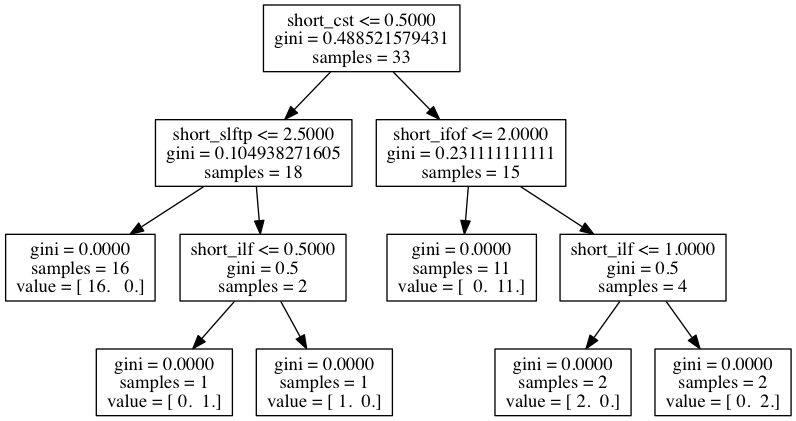 short_cst <= 0.5000
gini = 0.488521579431
samples = 33
short_slftp <= 2.5000
gini = 0.104938271605
samples = 18
short_ifof <= 2.0000
gini = 0.231111111111
samples = 15
gini = 0.0000
samples = 16
value = [ 16.   0.]
short_ilf <= 0.5000
gini = 0.5
samples = 2
gini = 0.0000
samples = 11
value = [  0.  11.]
short_ilf <= 1.0000
gini = 0.5
samples = 4
gini = 0.0000
samples = 1
value = [ 0.  1.]
gini = 0.0000
samples = 1
value = [ 1.  0.]
gini = 0.0000
samples = 2
value = [ 2.  0.]
gini = 0.0000
samples = 2
value = [ 0.  2.]